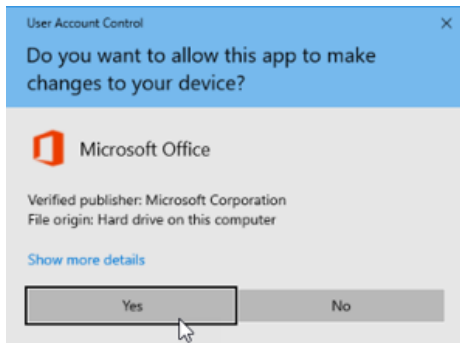 User Account Control
Do you want to allow this app to make
changes to your device?
Microsoft Office
Verified publisher: Microsoft Corporation
File origin: Hard drive on this computer
Show more details
Yes
No